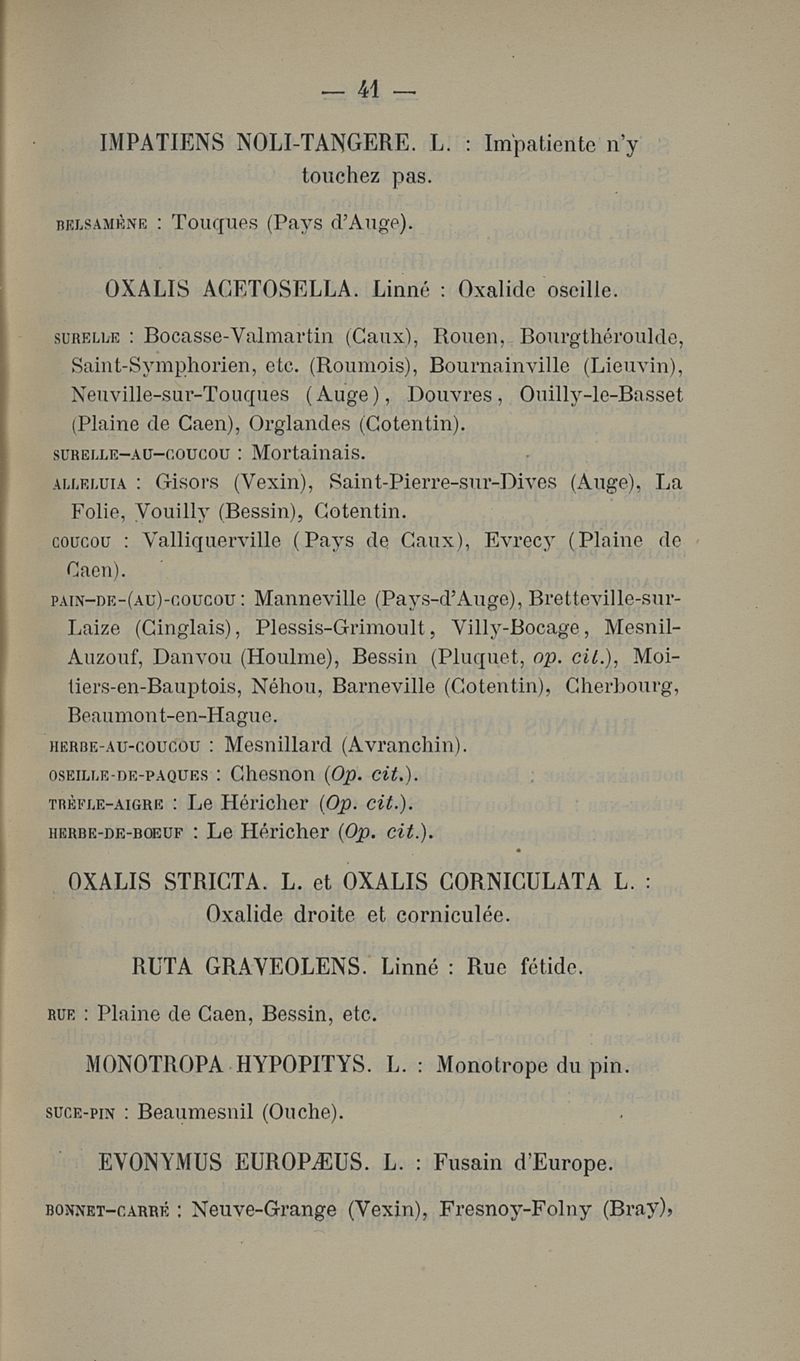 — 41 —
IMPATIENS NOLI-TANGERE. L. : Impatiente n'y
touchez pas.
BELSAMÈNE : Touques (Pays d'Auge).
OXALIS ACETOSELLA. Linné : Oxalide oseille.
SURELLE : Bocasse-Valmartin (Caux), Rouen, Bourgthéroulde,
Saint-Symphorien, etc. (Roumois), Bournainville (Lieuvin),
Neuville-sur-Touques (Auge), Douvres, Ouilly-le-Basset
(Plaine de Caen), Orglandes (Cotentin).
SURELLE-AU-COUCOU : Mortainais.
ALLELUIA : Gisors (Vexin), Saint-Pierre-sur-Dives (Auge), La
Folie, Vouilly (Bessin), Cotentin.
COUCOU : Valliquerville (Pays de Caux), Evrecy (Plaine de
Caen).
PAIN-DE-(AU)-COUCOU : Manneville (Pays-d'Auge), Bretteville-sur-
Laize (Cinglais), Plessis-Grimoult, Villy-Bocage, Mesnil-
Auzouf, Danvou (Houlme), Bessin (Pluquet, op. cit.), Moi-
tiers-en-Bauptois, Néhou, Barneville (Cotentin), Cherbourg,
Beaumont-en-Hague.
HERBE-AU-COUCOU : Mesnillard (Avranchin).
OSEILLE-DE-PAQUES : Chesnon (Op. cit.).
TRÈFLE-AIGRE : Le Héricher (Op. cit.).
HERBE-DE-BOEUF : Le Héricher (Op. cit.).
OXALIS STRICTA. L. et OXALIS CORNICULATA L. :
Oxalide droite et corniculée.
RUTA GRAVEOLENS. Linné : Rue fétide.
RUE : Plaine de Caen, Bessin, etc.
MONOTROPA HYPOPITYS. L. : Monotrope du pin.
SUCE-PIN : Beaumesnil (Ouche).
EVONYMUS EUROPÆUS. L. : Fusain d'Europe.
BONNET-CARRÉ : Neuve-Grange (Vexin), Fresnoy-Folny (Bray),